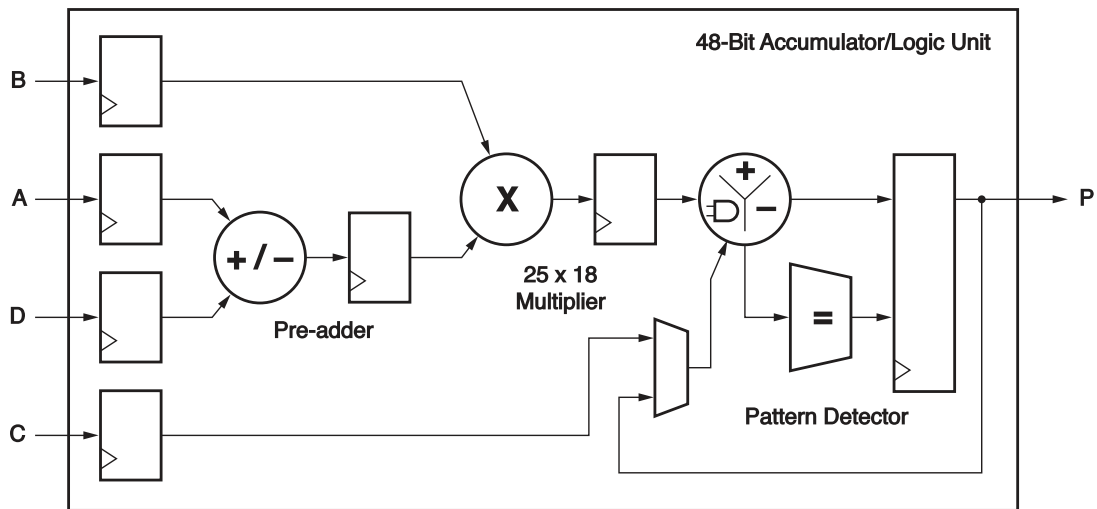 48-Bit Accumulator/Logic Unit
B
A
D
C
+ / −
Pre-adder
X
25 x 18
Multiplier
+
−
=
Pattern Detector
P